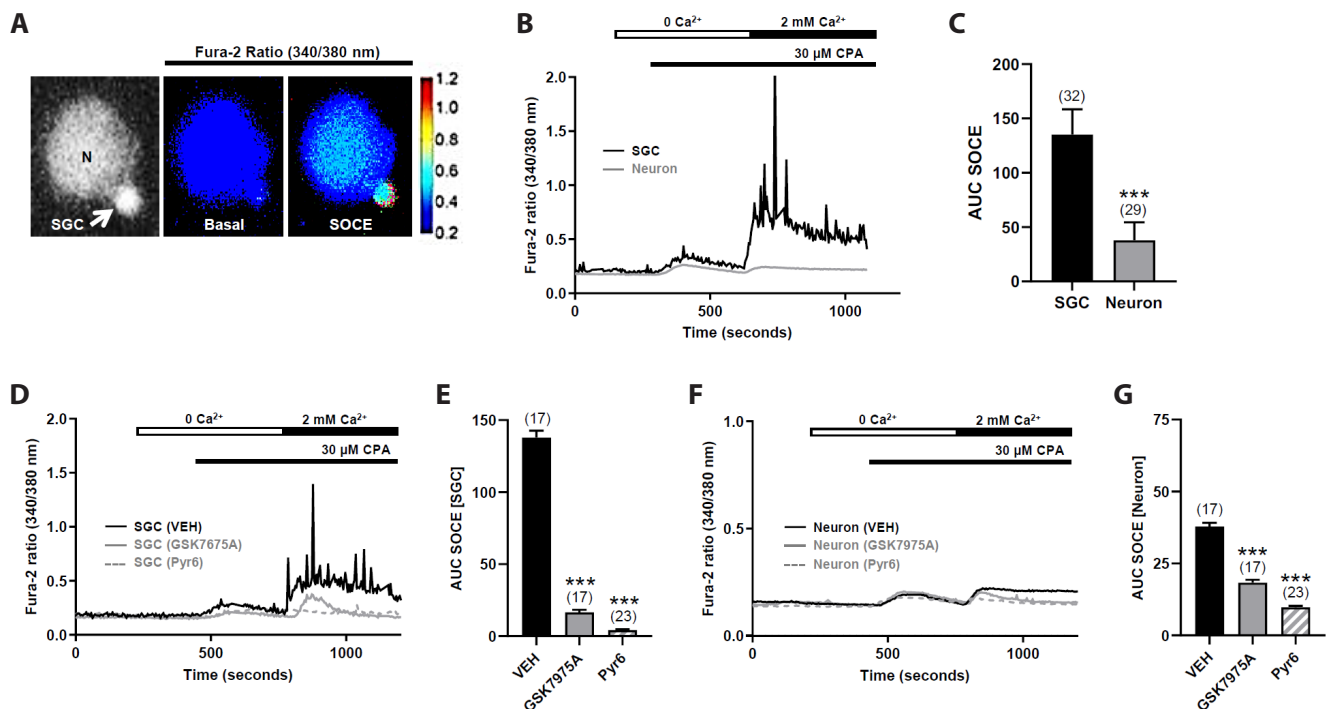 A
Fura-2 Ratio (340/380 nm)
N
SGC
Basal
SOCE
1.2
1.0
0.8
0.6
0.4
0.2
B
0 Ca²⁺
2 mM Ca²⁺
30 µM CPA
Fura-2 ratio (340/380 nm)
2.0
1.5
1.0
0.5
0.0
SGC
Neuron
0
500
1000
Time (seconds)
C
AUC SOCE
200
150
100
50
0
(32)
***
(29)
SGC
Neuron
D
0 Ca²⁺
2 mM Ca²⁺
30 µM CPA
Fura-2 ratio (340/380 nm)
2.0
1.5
1.0
0.5
0.0
SGC (VEH)
SGC (GSK7675A)
SGC (Pyr6)
0
500
1000
Time (seconds)
E
AUC SOCE [SGC]
150
100
50
0
(17)
***
(17)
***
(23)
VEH
GSK7975A
Pyr6
F
0 Ca²⁺
2 mM Ca²⁺
30 µM CPA
Fura-2 ratio (340/380 nm)
1.0
0.5
0.0
Neuron (VEH)
Neuron (GSK7975A)
Neuron (Pyr6)
0
500
1000
Time (seconds)
G
AUC SOCE [Neuron]
75
50
25
0
(17)
***
(17)
***
(23)
VEH
GSK7975A
Pyr6